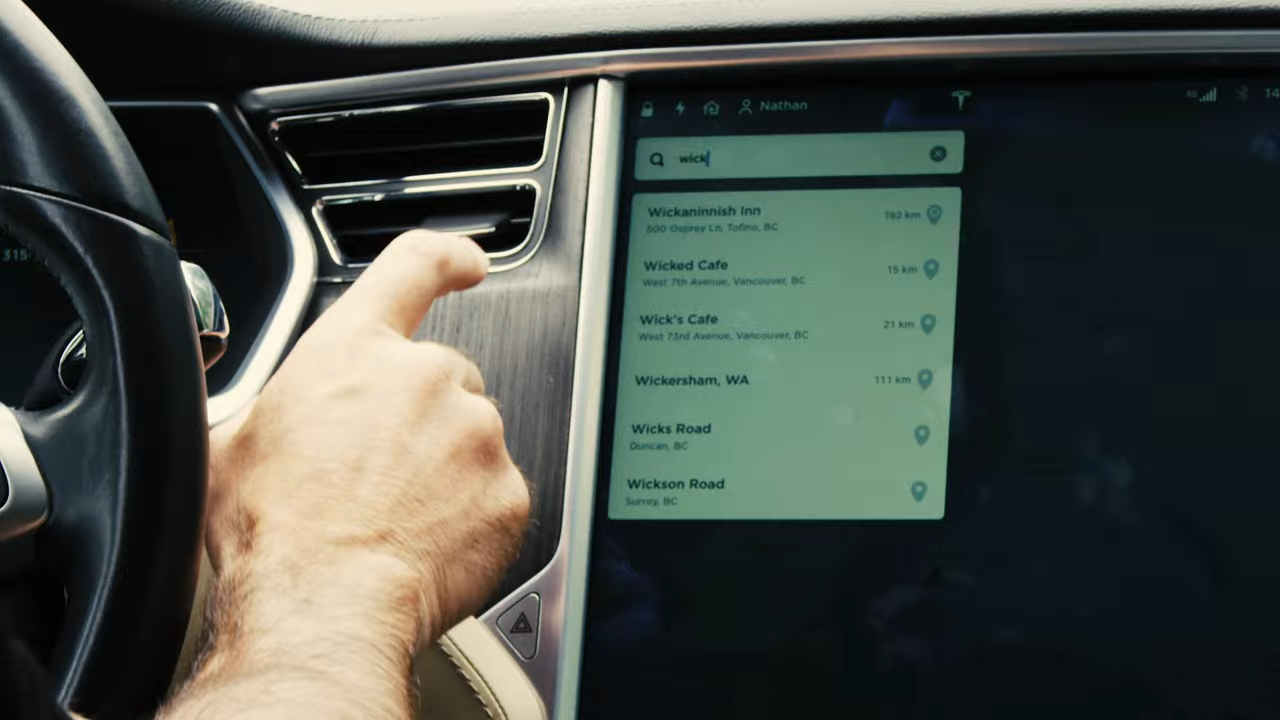 Nathan
wick
Wickaninnish Inn
500 Osprey Ln, Tofino, BC
Wicked Cafe
15 km
West 7th Avenue, Vancouver, BC
Wick's Cafe
21 km
West 73rd Avenue, Vancouver, BC
Wickersham, WA
111 km
Wicks Road
Duncan, BC
Wickson Road
Surrey, BC
315